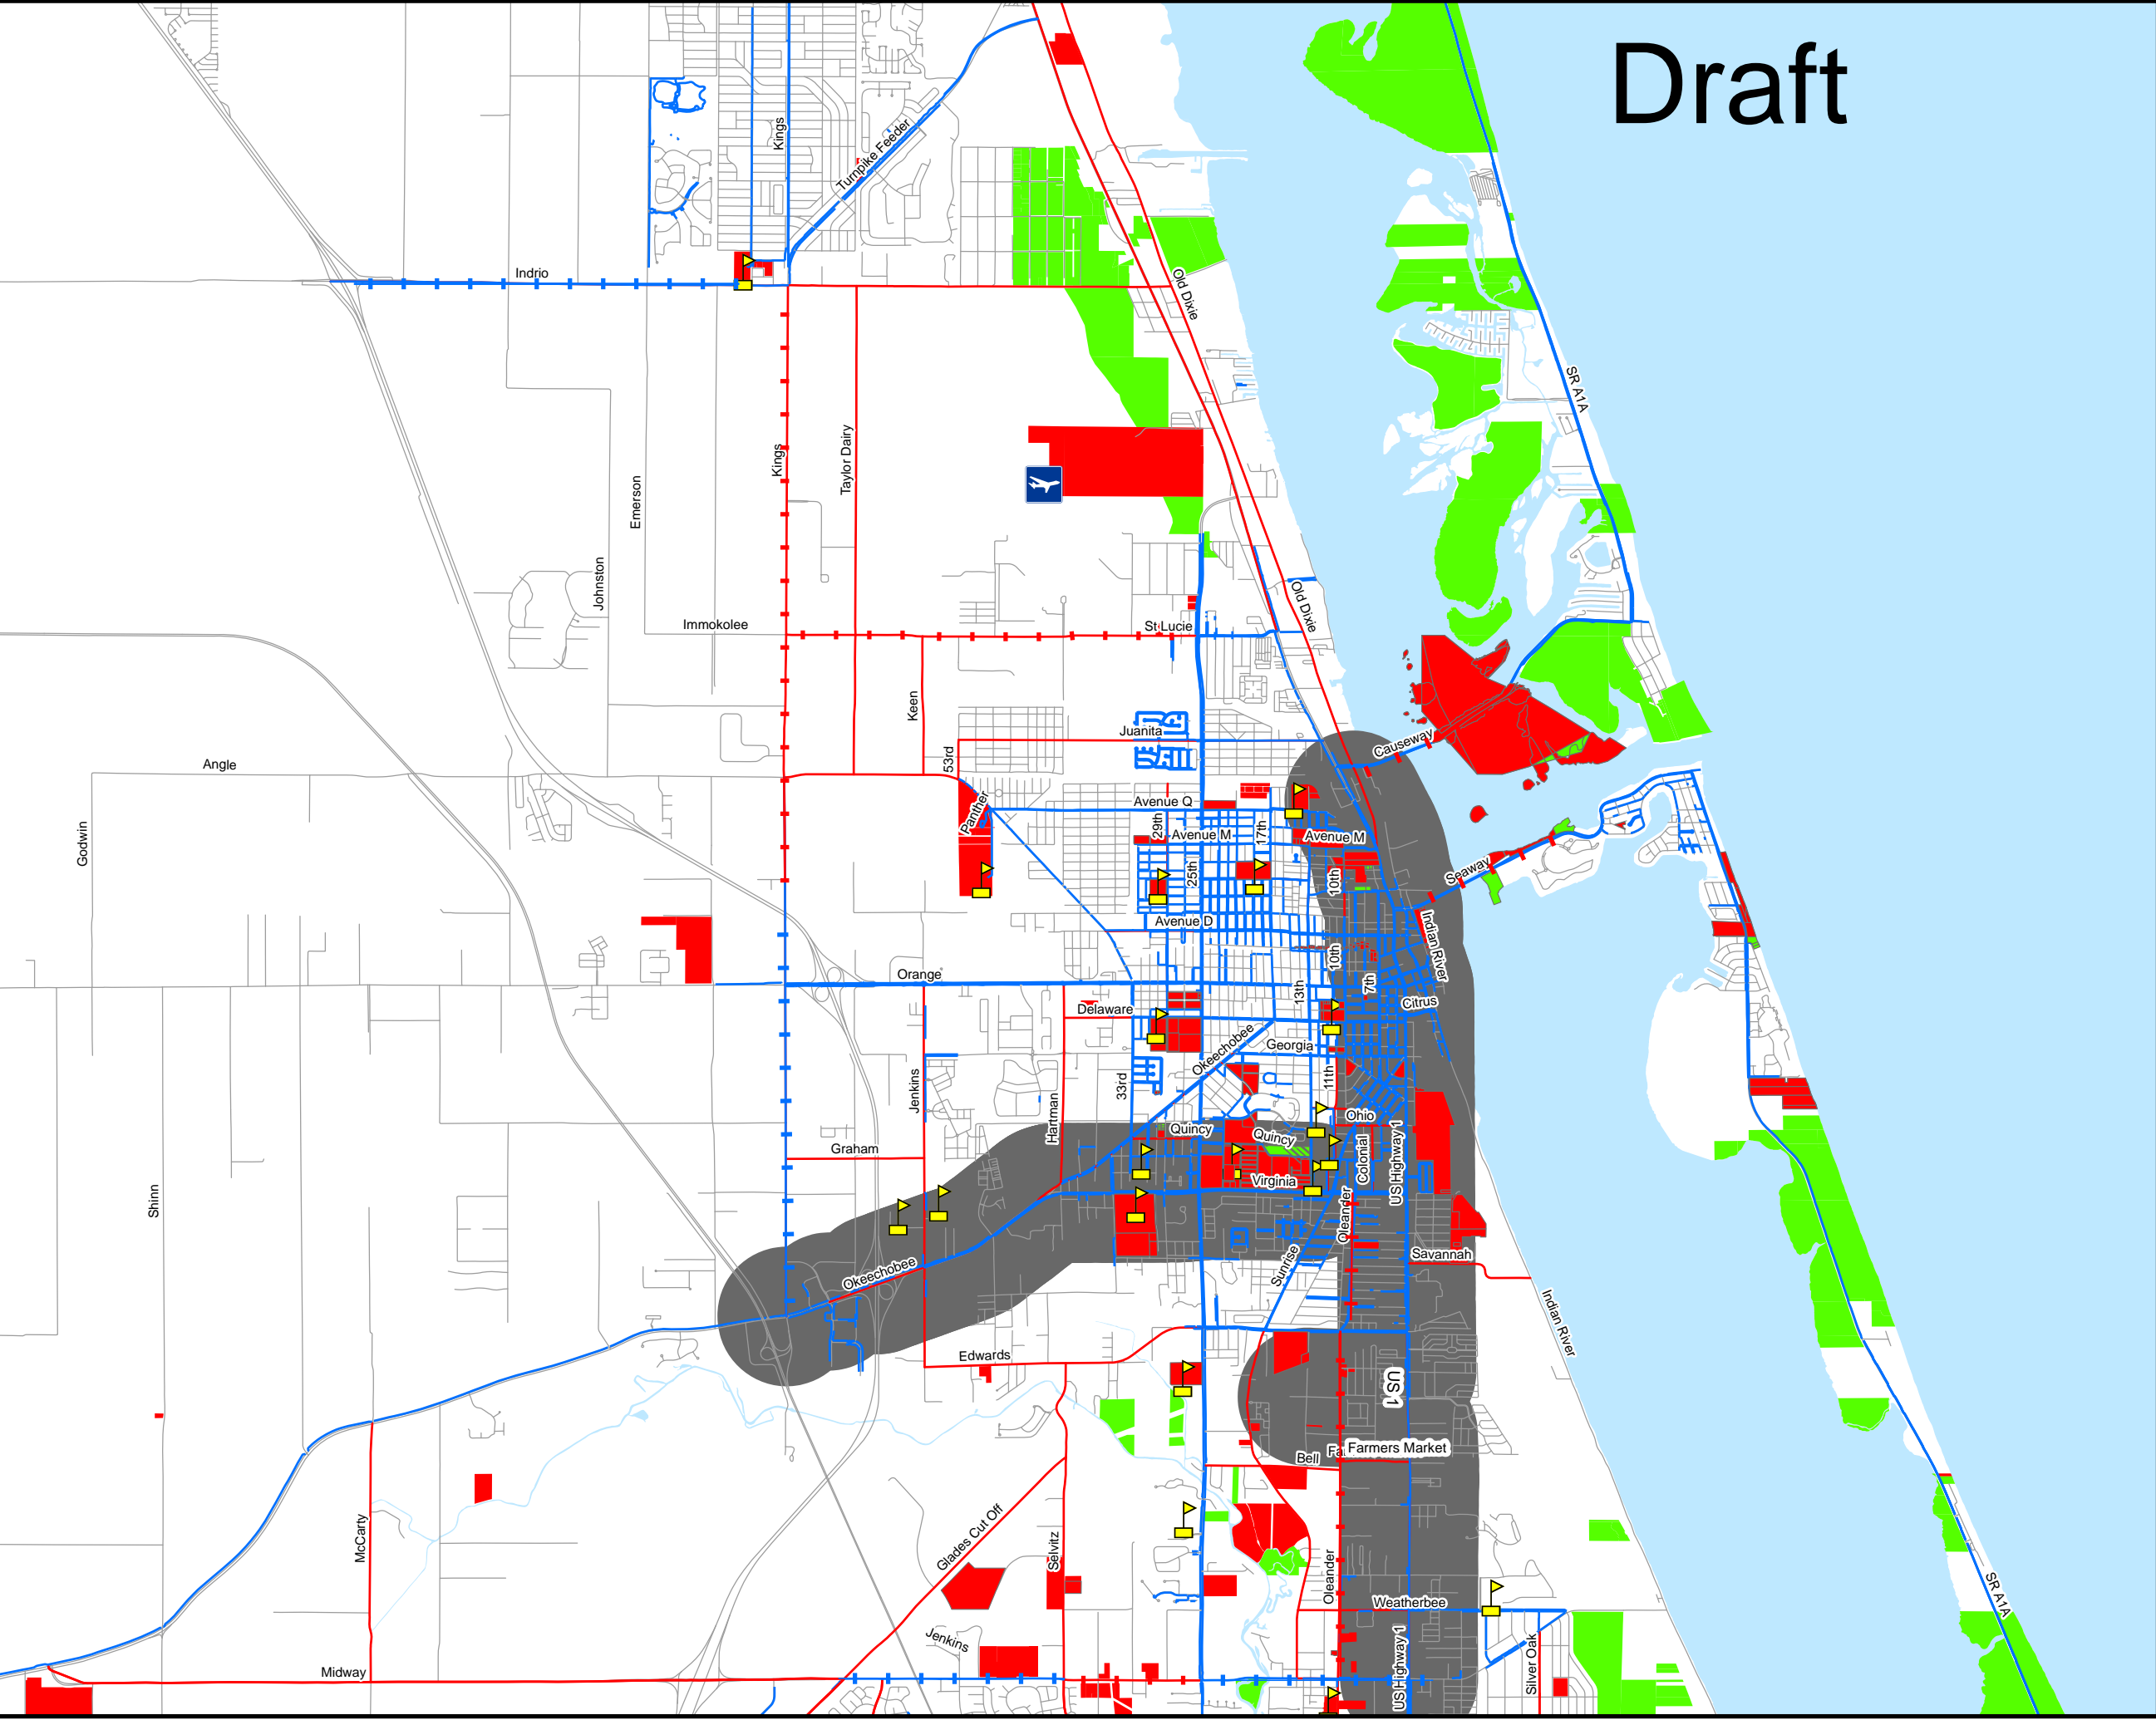 Draft
Kings
Turnpike Feeder
Indrio
Old Dixie
SR A1A
Kings
Taylor Dairy
Emerson
Johnston
Old Dixie
Immokolee
St Lucie
Keen
Juanita
Causeway
53rd
Angle
Panther
Avenue Q
Godwin
29th
Avenue M
17th
Avenue M
25th
10th
Seaway
Avenue D
Indian River
10th
Orange
7th
13th
Citrus
Delaware
Okeechobee
Georgia
Jenkins
33rd
11th
Hartman
Ohio
Quincy
Quincy
Graham
Colonial
US Highway 1
Virginia
Shinn
Oleander
Okeechobee
Sunrise
Savannah
Indian River
Edwards
US 1
Bell
Fa
Farmers Market
McCarty
Glades Cut Off
Selvitz
Oleander
Weatherbee
SR A1A
Jenkins
Midway
US Highway 1
Silver Oak